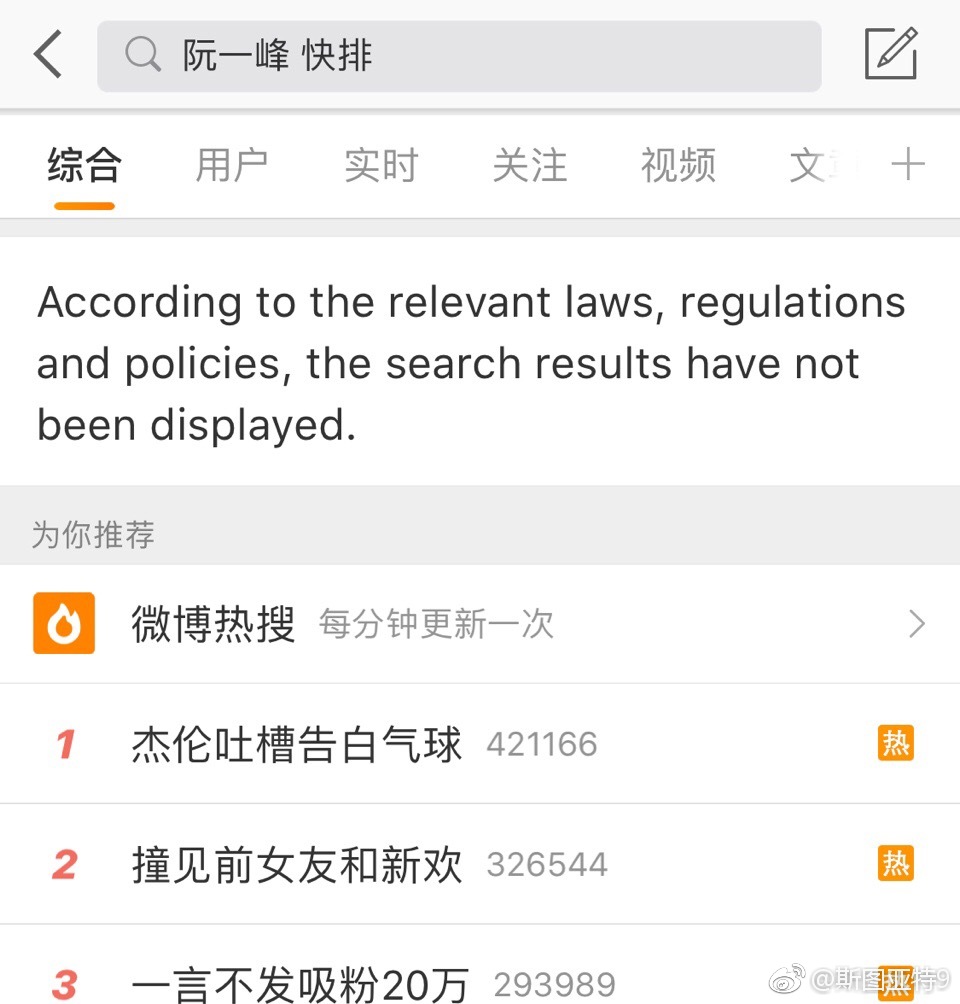 阮一峰 快排
综合 用户 实时 关注 视频 文
According to the relevant laws, regulations
and policies, the search results have not
been displayed.
为你推荐
微博热搜 每分钟更新一次
1 杰伦吐槽告白气球 421166 热
2 撞见前女友和新欢 326544 热
3 一言不发吸粉20万 293989 热
@斯图亚特9